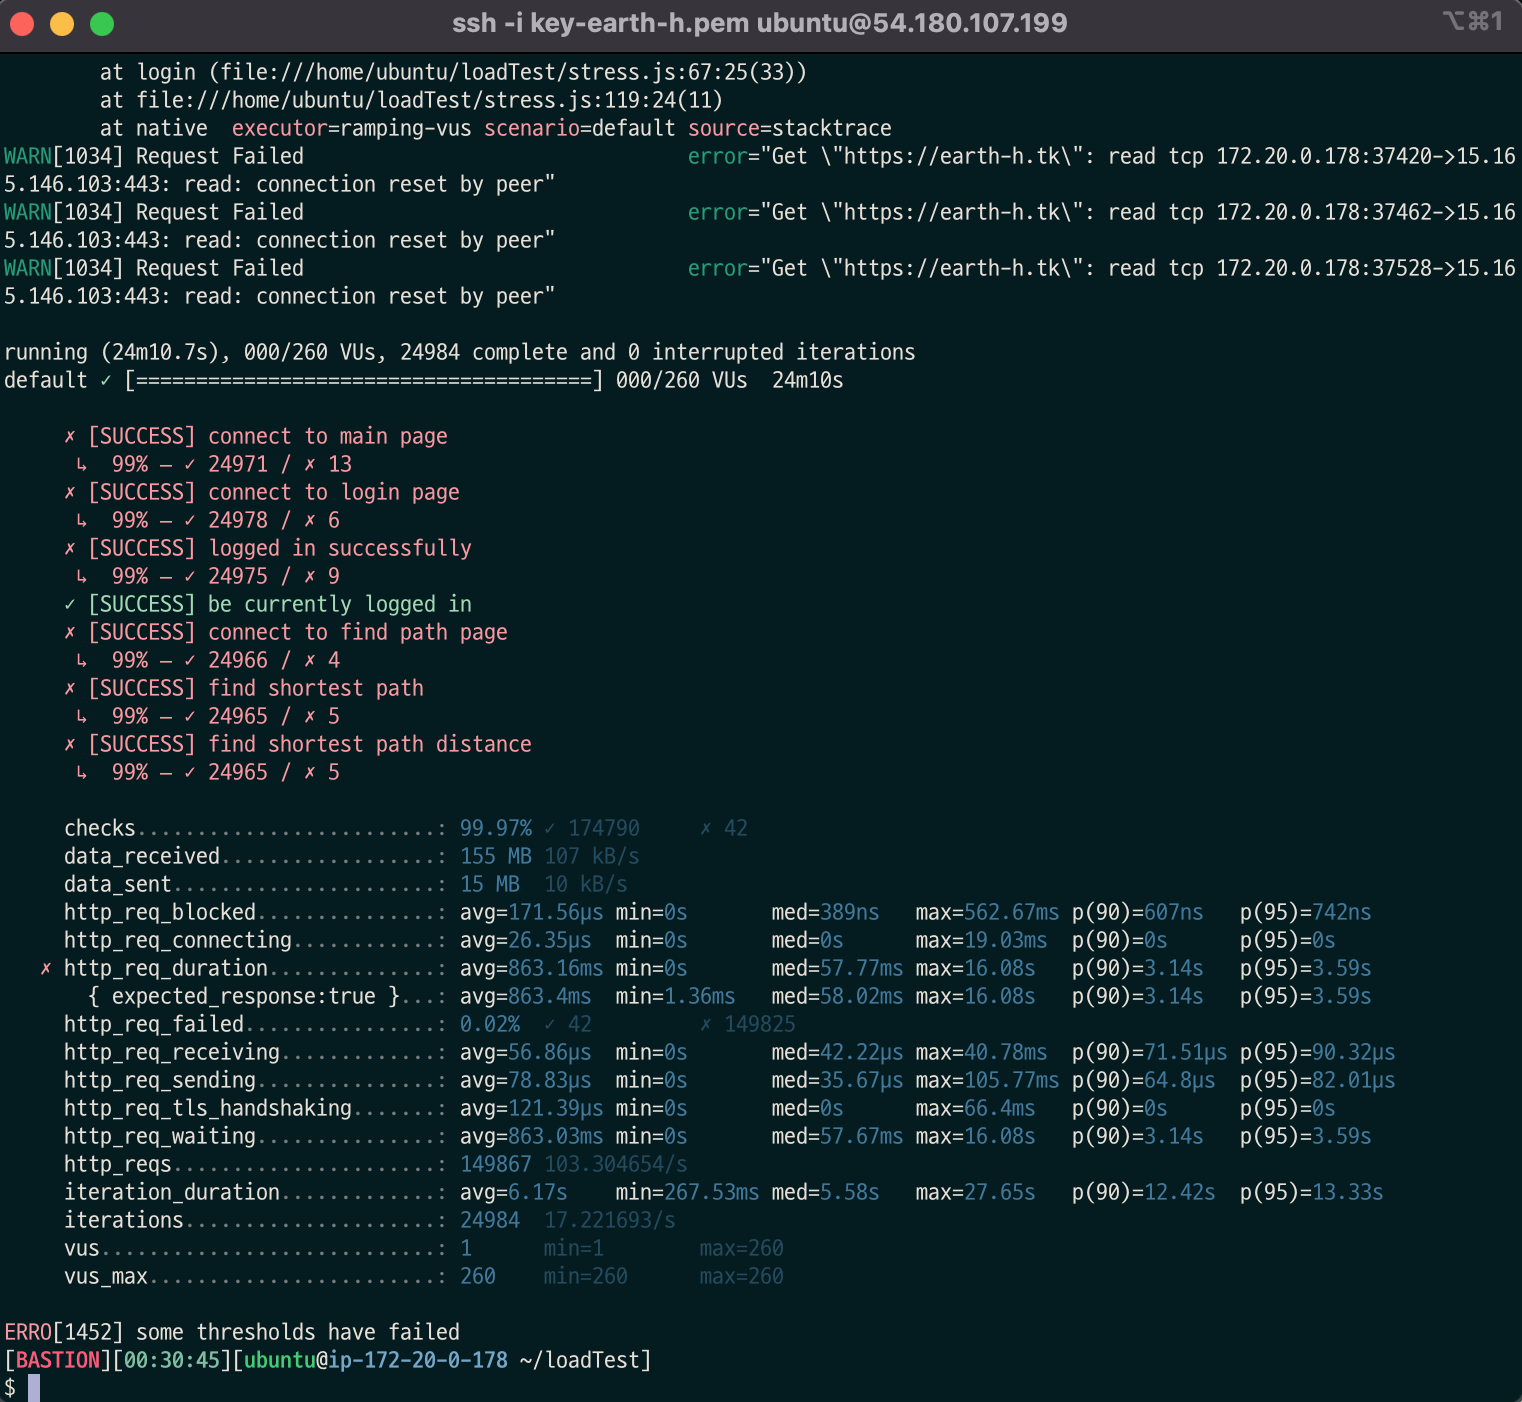 ssh -i key-earth-h.pem ubuntu@54.180.107.199
⌥⌘1
at login (file:///home/ubuntu/loadTest/stress.js:67:25(33))
at file:///home/ubuntu/loadTest/stress.js:119:24(11)
at native  executor=ramping-vus scenario=default source=stacktrace
WARN[1034] Request Failed                                error="Get \"https://earth-h.tk\": read tcp 172.20.0.178:37420->15.16
5.146.103:443: read: connection reset by peer"
WARN[1034] Request Failed                                error="Get \"https://earth-h.tk\": read tcp 172.20.0.178:37462->15.16
5.146.103:443: read: connection reset by peer"
WARN[1034] Request Failed                                error="Get \"https://earth-h.tk\": read tcp 172.20.0.178:37528->15.16
5.146.103:443: read: connection reset by peer"
running (24m10.7s), 000/260 VUs, 24984 complete and 0 interrupted iterations
default ✓ [======================================] 000/260 VUs  24m10s
✗ [SUCCESS] connect to main page
↳  99% — ✓ 24971 / ✗ 13
✗ [SUCCESS] connect to login page
↳  99% — ✓ 24978 / ✗ 6
✗ [SUCCESS] logged in successfully
↳  99% — ✓ 24975 / ✗ 9
✓ [SUCCESS] be currently logged in
✗ [SUCCESS] connect to find path page
↳  99% — ✓ 24966 / ✗ 4
✗ [SUCCESS] find shortest path
↳  99% — ✓ 24965 / ✗ 5
✗ [SUCCESS] find shortest path distance
↳  99% — ✓ 24965 / ✗ 5
checks.........................: 99.97% ✓ 174790     ✗ 42
data_received..................: 155 MB 107 kB/s
data_sent......................: 15 MB  10 kB/s
http_req_blocked...............: avg=171.56µs min=0s       med=389ns   max=562.67ms p(90)=607ns   p(95)=742ns
http_req_connecting............: avg=26.35µs  min=0s       med=0s      max=19.03ms  p(90)=0s      p(95)=0s
✗ http_req_duration..............: avg=863.16ms min=0s       med=57.77ms max=16.08s   p(90)=3.14s   p(95)=3.59s
{ expected_response:true }...: avg=863.4ms  min=1.36ms   med=58.02ms max=16.08s   p(90)=3.14s   p(95)=3.59s
http_req_failed................: 0.02%  ✓ 42         ✗ 149825
http_req_receiving.............: avg=56.86µs  min=0s       med=42.22µs max=40.78ms  p(90)=71.51µs p(95)=90.32µs
http_req_sending...............: avg=78.83µs  min=0s       med=35.67µs max=105.77ms p(90)=64.8µs  p(95)=82.01µs
http_req_tls_handshaking.......: avg=121.39µs min=0s       med=0s      max=66.4ms   p(90)=0s      p(95)=0s
http_req_waiting...............: avg=863.03ms min=0s       med=57.67ms max=16.08s   p(90)=3.14s   p(95)=3.59s
http_reqs......................: 149867 103.304654/s
iteration_duration.............: avg=6.17s    min=267.53ms med=5.58s   max=27.65s   p(90)=12.42s  p(95)=13.33s
iterations.....................: 24984  17.221693/s
vus............................: 1      min=1        max=260
vus_max........................: 260    min=260      max=260
ERRO[1452] some thresholds have failed
[BASTION][00:30:45][ubuntu@ip-172-20-0-178 ~/loadTest]
$